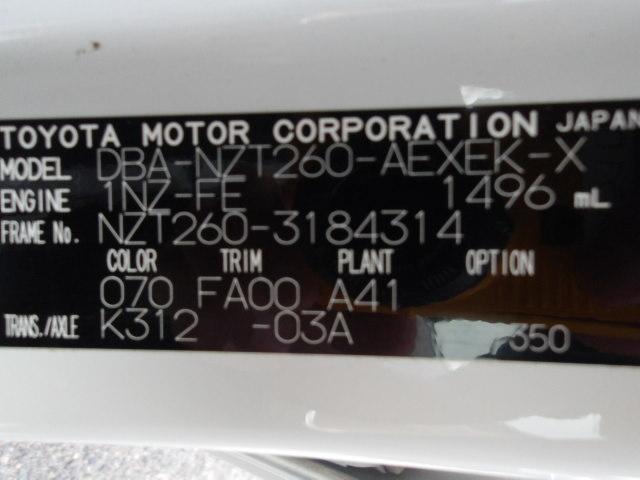 TOYOTA MOTOR CORPORATION JAPAN
MODEL DBA-NZT260-AEXEK-X
ENGINE 1NZ-FE 1496 mL
FRAME No. NZT260-3184314
COLOR TRIM PLANT OPTION
070 FA00 A41
TRANS./AXLE K312 -03A 350